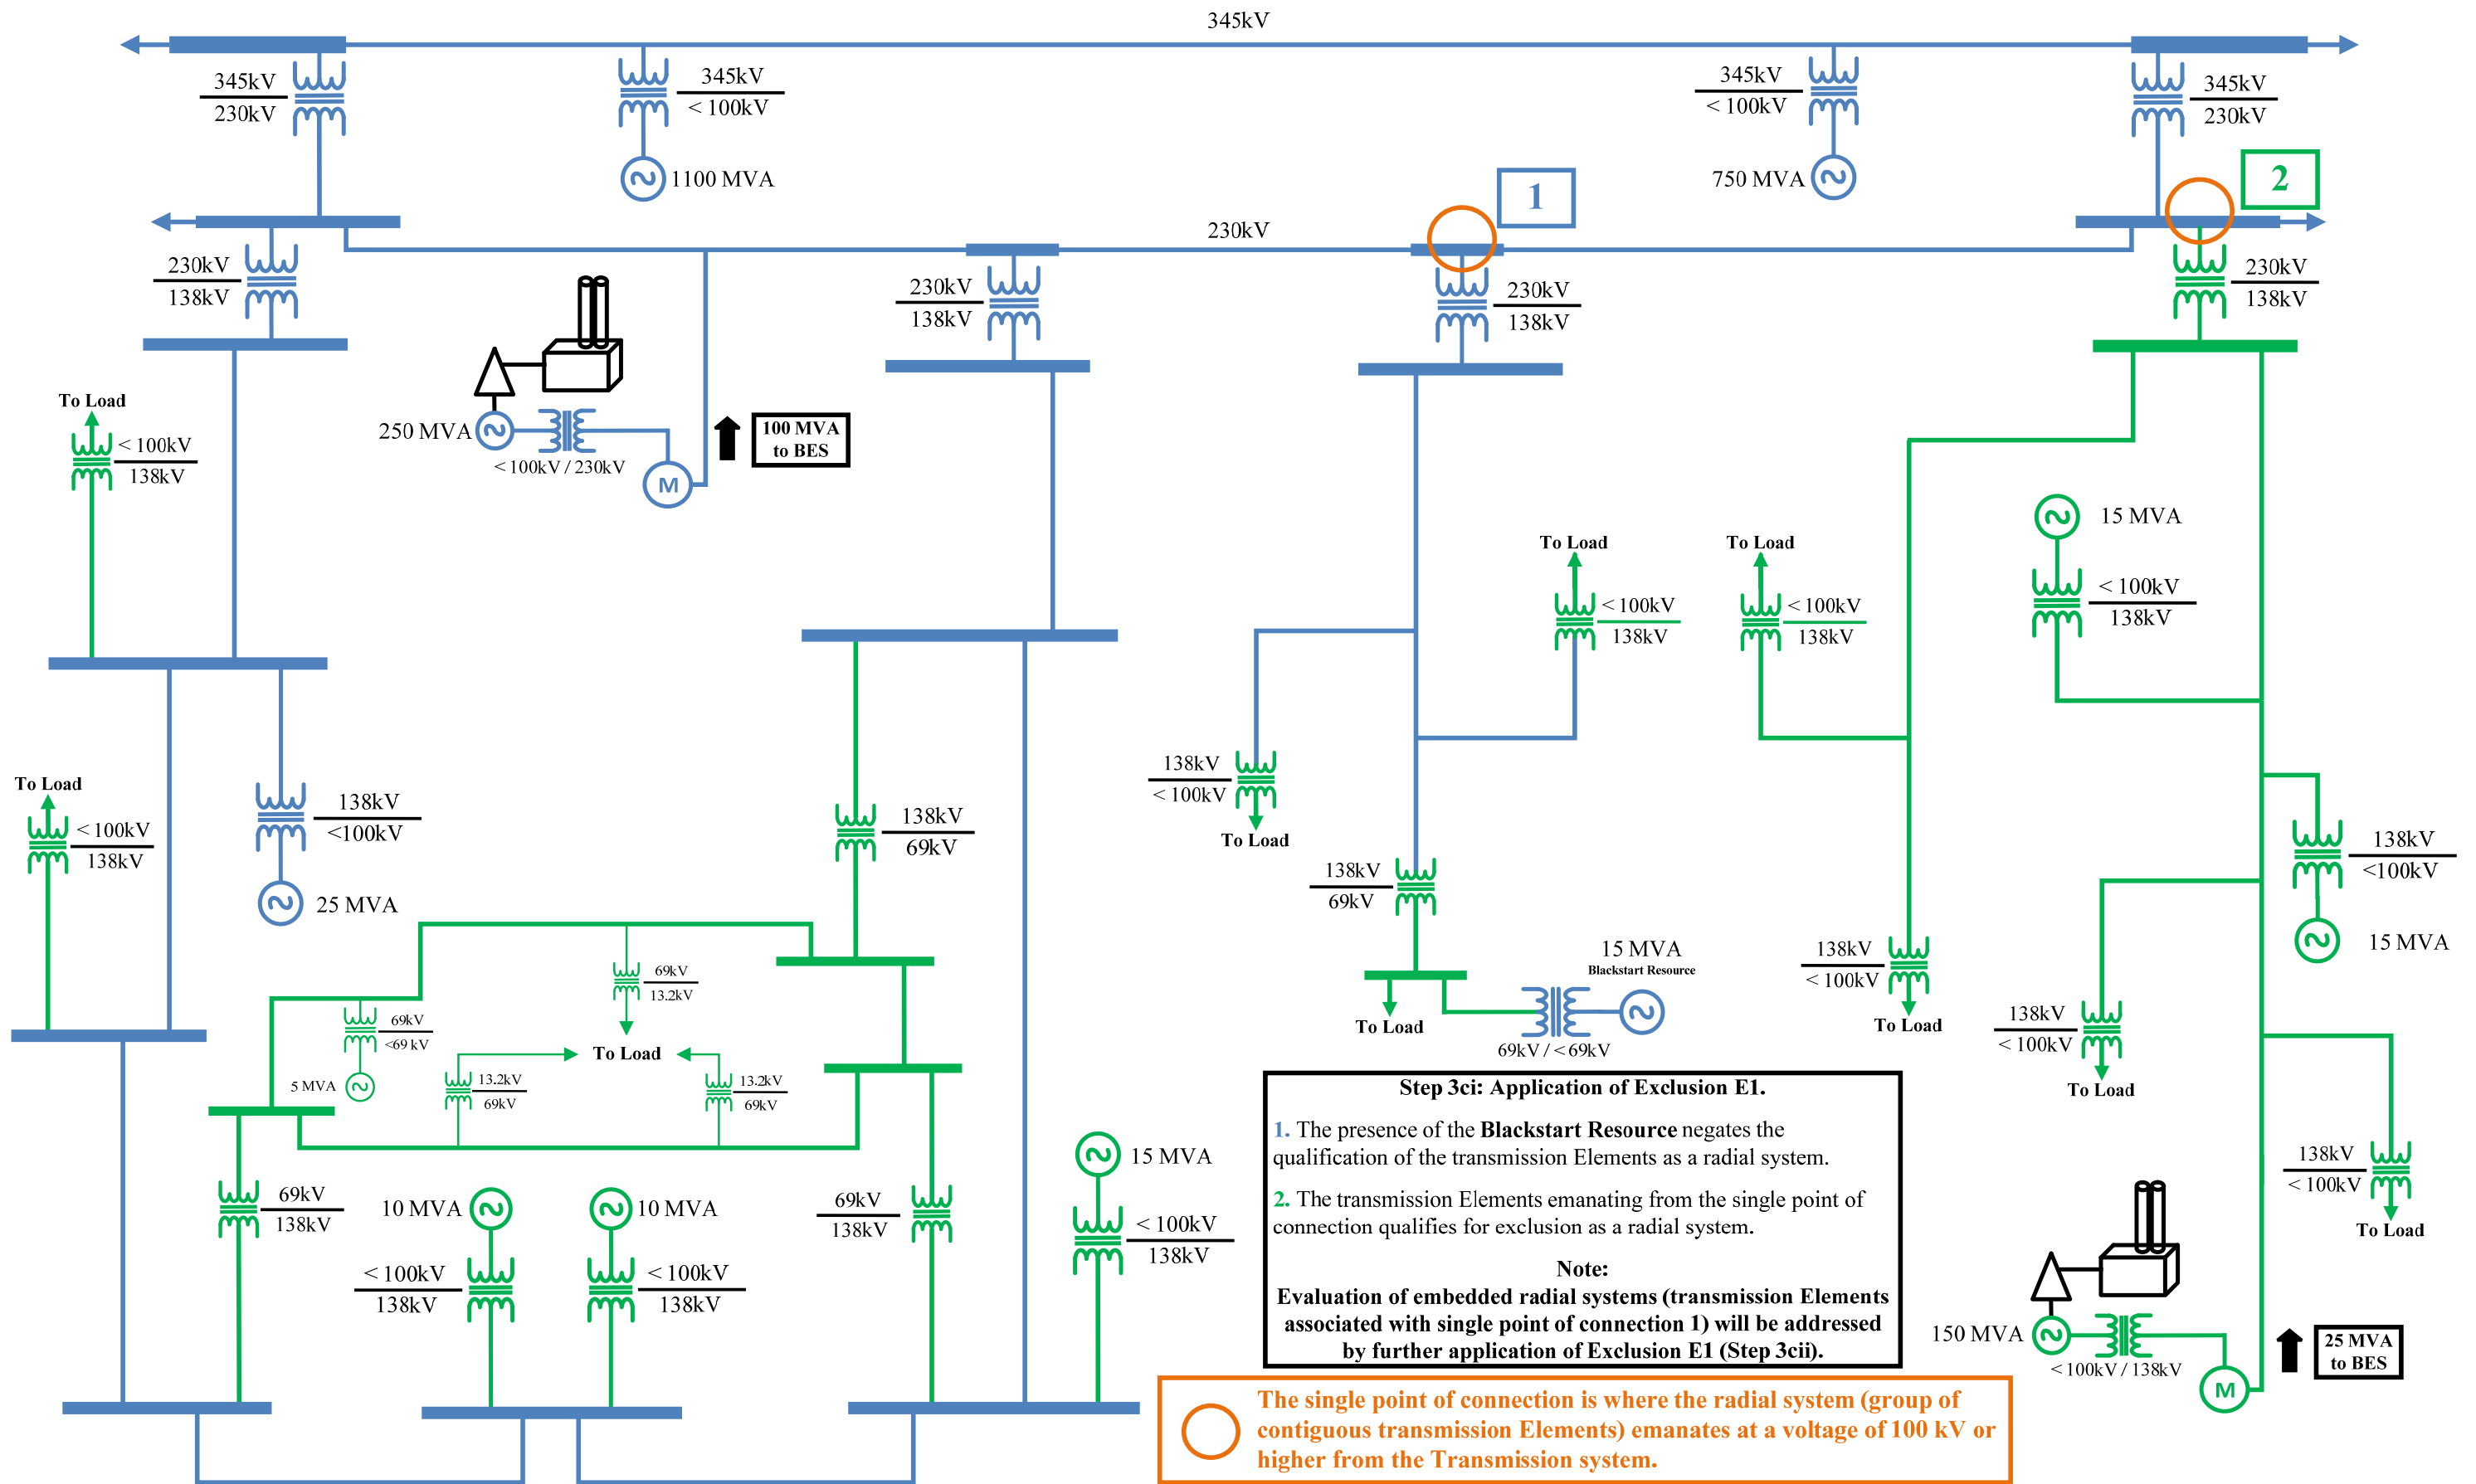 345kV
345kV
230kV
345kV
< 100kV
345kV
< 100kV
345kV
230kV
1100 MVA
750 MVA
1
2
230kV
230kV
138kV
230kV
138kV
230kV
138kV
230kV
138kV
To Load
< 100kV
138kV
250 MVA
< 100kV / 230kV
M
100 MVA
to BES
To Load
< 100kV
138kV
To Load
< 100kV
138kV
15 MVA
< 100kV
138kV
To Load
< 100kV
138kV
138kV
<100kV
25 MVA
138kV
69kV
138kV
< 100kV
To Load
138kV
69kV
To Load
15 MVA
Blackstart Resource
69kV / < 69kV
138kV
< 100kV
To Load
138kV
<100kV
15 MVA
138kV
< 100kV
To Load
138kV
< 100kV
To Load
69kV
13.2kV
69kV
<69 kV
5 MVA
To Load
13.2kV
69kV
13.2kV
69kV
69kV
138kV
10 MVA
< 100kV
138kV
10 MVA
< 100kV
138kV
69kV
138kV
15 MVA
< 100kV
138kV
Step 3ci: Application of Exclusion E1.
1. The presence of the Blackstart Resource negates the
qualification of the transmission Elements as a radial system.
2. The transmission Elements emanating from the single point of
connection qualifies for exclusion as a radial system.
Note:
Evaluation of embedded radial systems (transmission Elements
associated with single point of connection 1) will be addressed
by further application of Exclusion E1 (Step 3cii).
150 MVA
< 100kV / 138kV
M
25 MVA
to BES
The single point of connection is where the radial system (group of
contiguous transmission Elements) emanates at a voltage of 100 kV or
higher from the Transmission system.